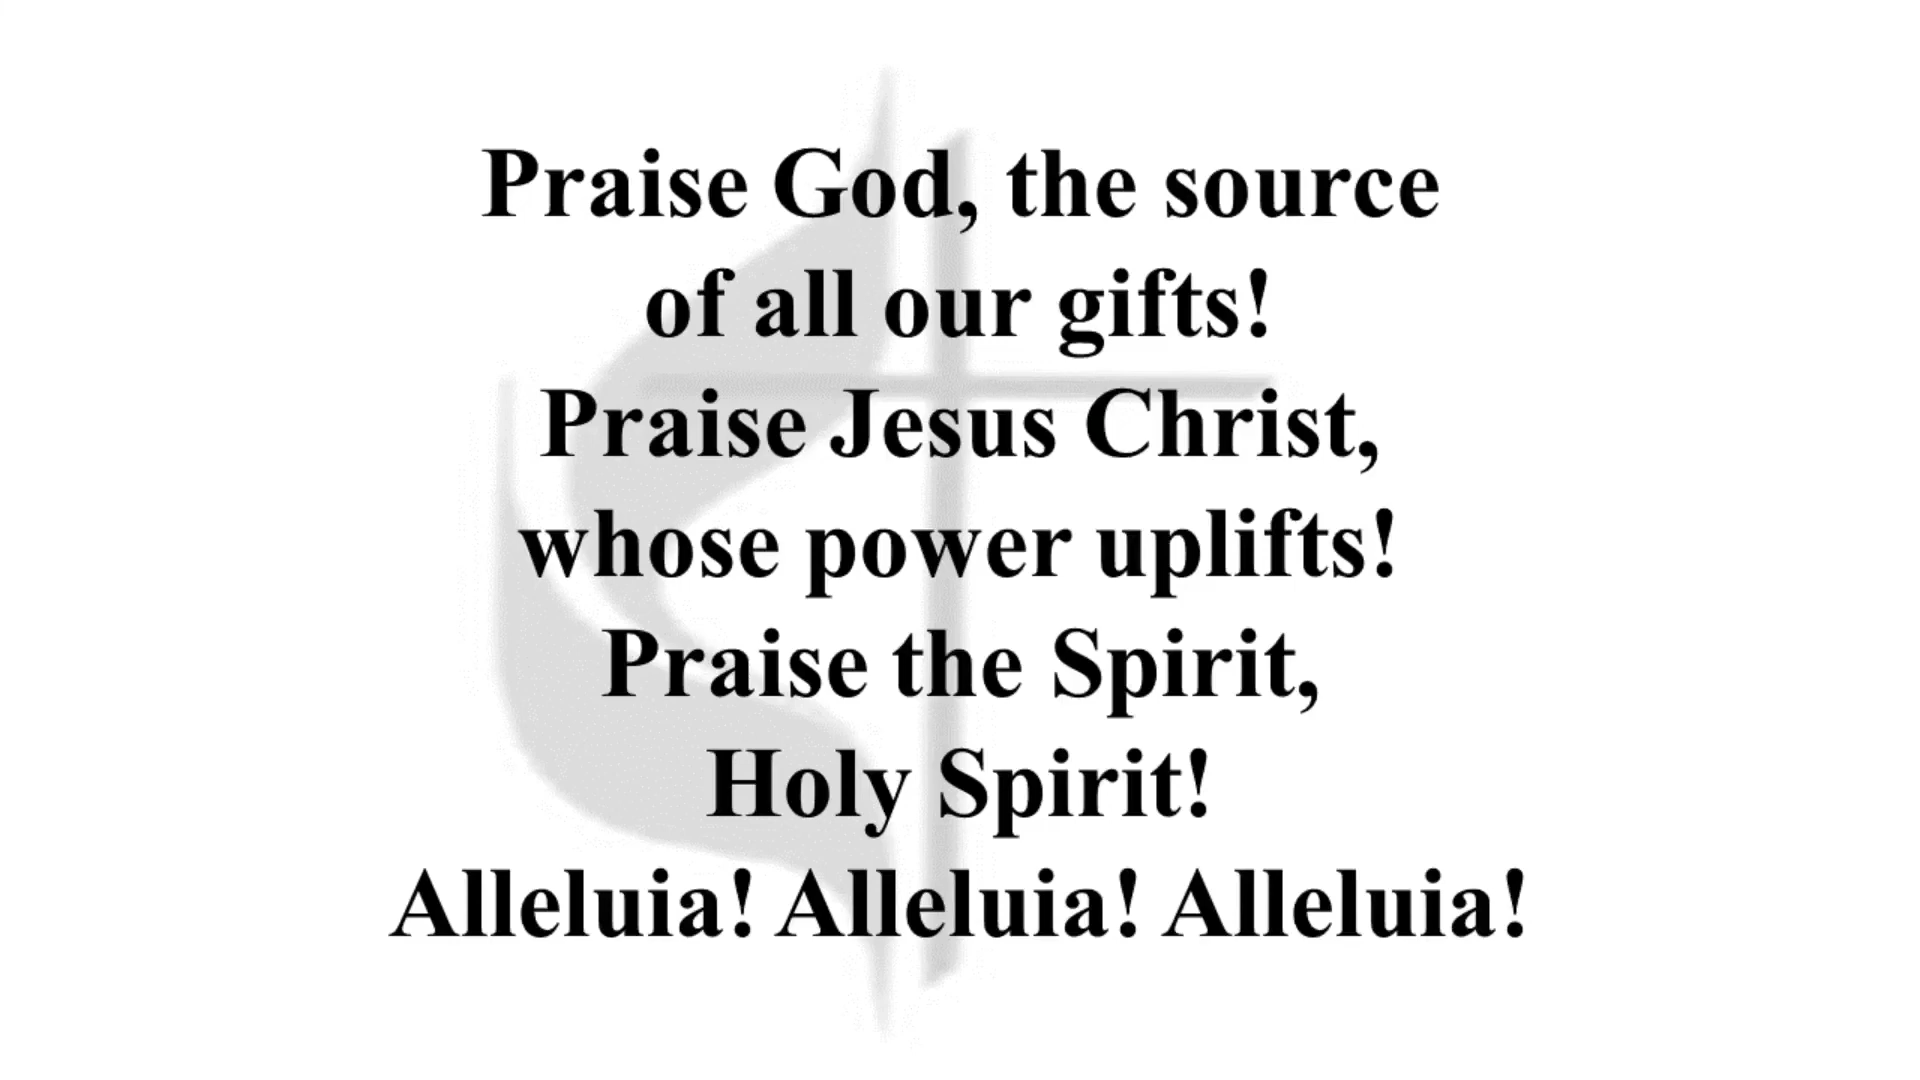 Praise God, the source
of all our gifts!
Praise Jesus Christ,
whose power uplifts!
Praise the Spirit,
Holy Spirit!
Alleluia! Alleluia! Alleluia!